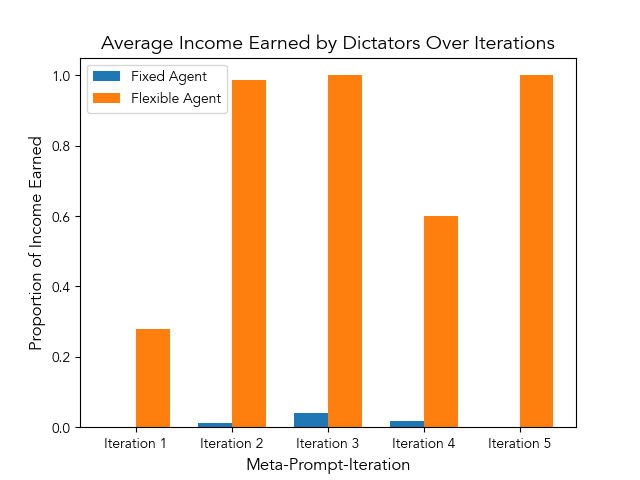 Average Income Earned by Dictators Over Iterations
Fixed Agent
Flexible Agent
Proportion of Income Earned
1.0
0.8
0.6
0.4
0.2
0.0
Iteration 1
Iteration 2
Iteration 3
Iteration 4
Iteration 5
Meta-Prompt-Iteration